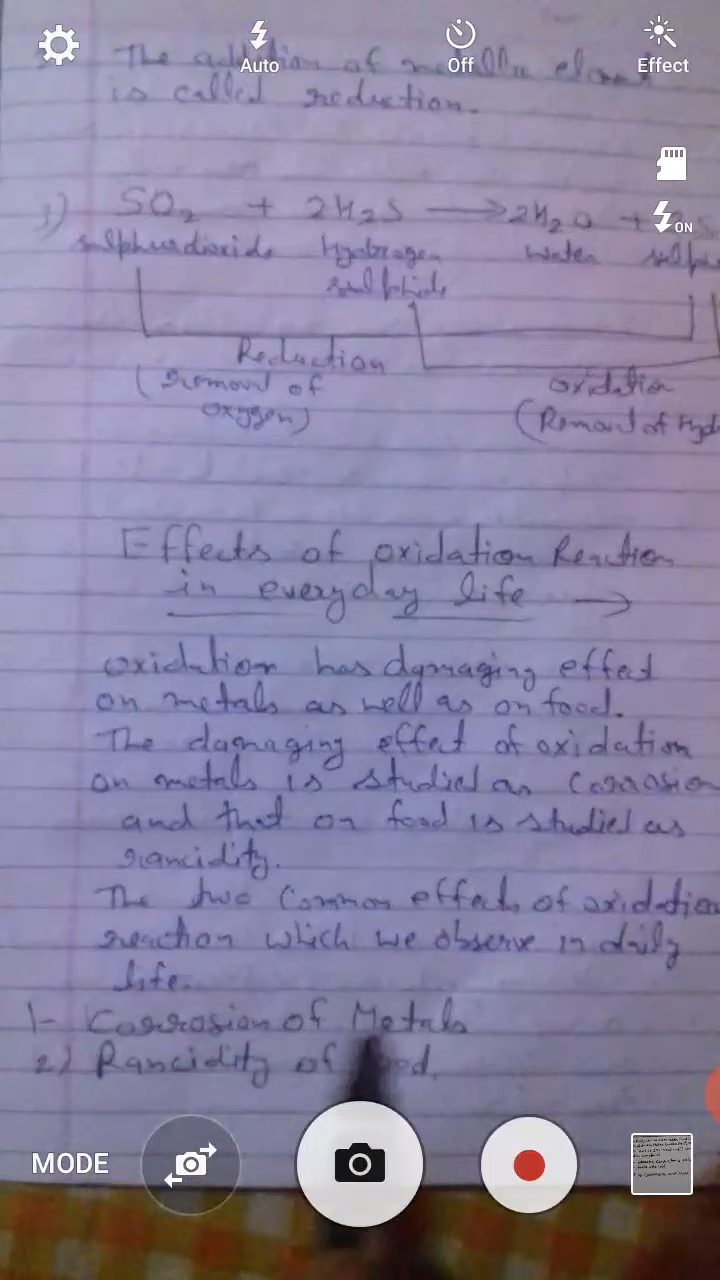 Auto
Off
Effect
The addition of metallic element
is called reduction.
ON
3) SO2 + 2H2S → 2H2O +
sulphurdioxide Hydrogen water
sulphide
Reduction
(removal of
oxygen)
oxidation
(Removal of Hyd
Effects of oxidation Reaction
in everyday life →
oxidation has damaging effect
on metals as well as on food.
The damaging effect of oxidation
on metals is studied as Corrosion
and that on food is studied as
rancidity.
The two Common effects of oxidation
reaction which we observe in daily
life.
1- Corrosion of Metals
2) Rancidity of food.
MODE